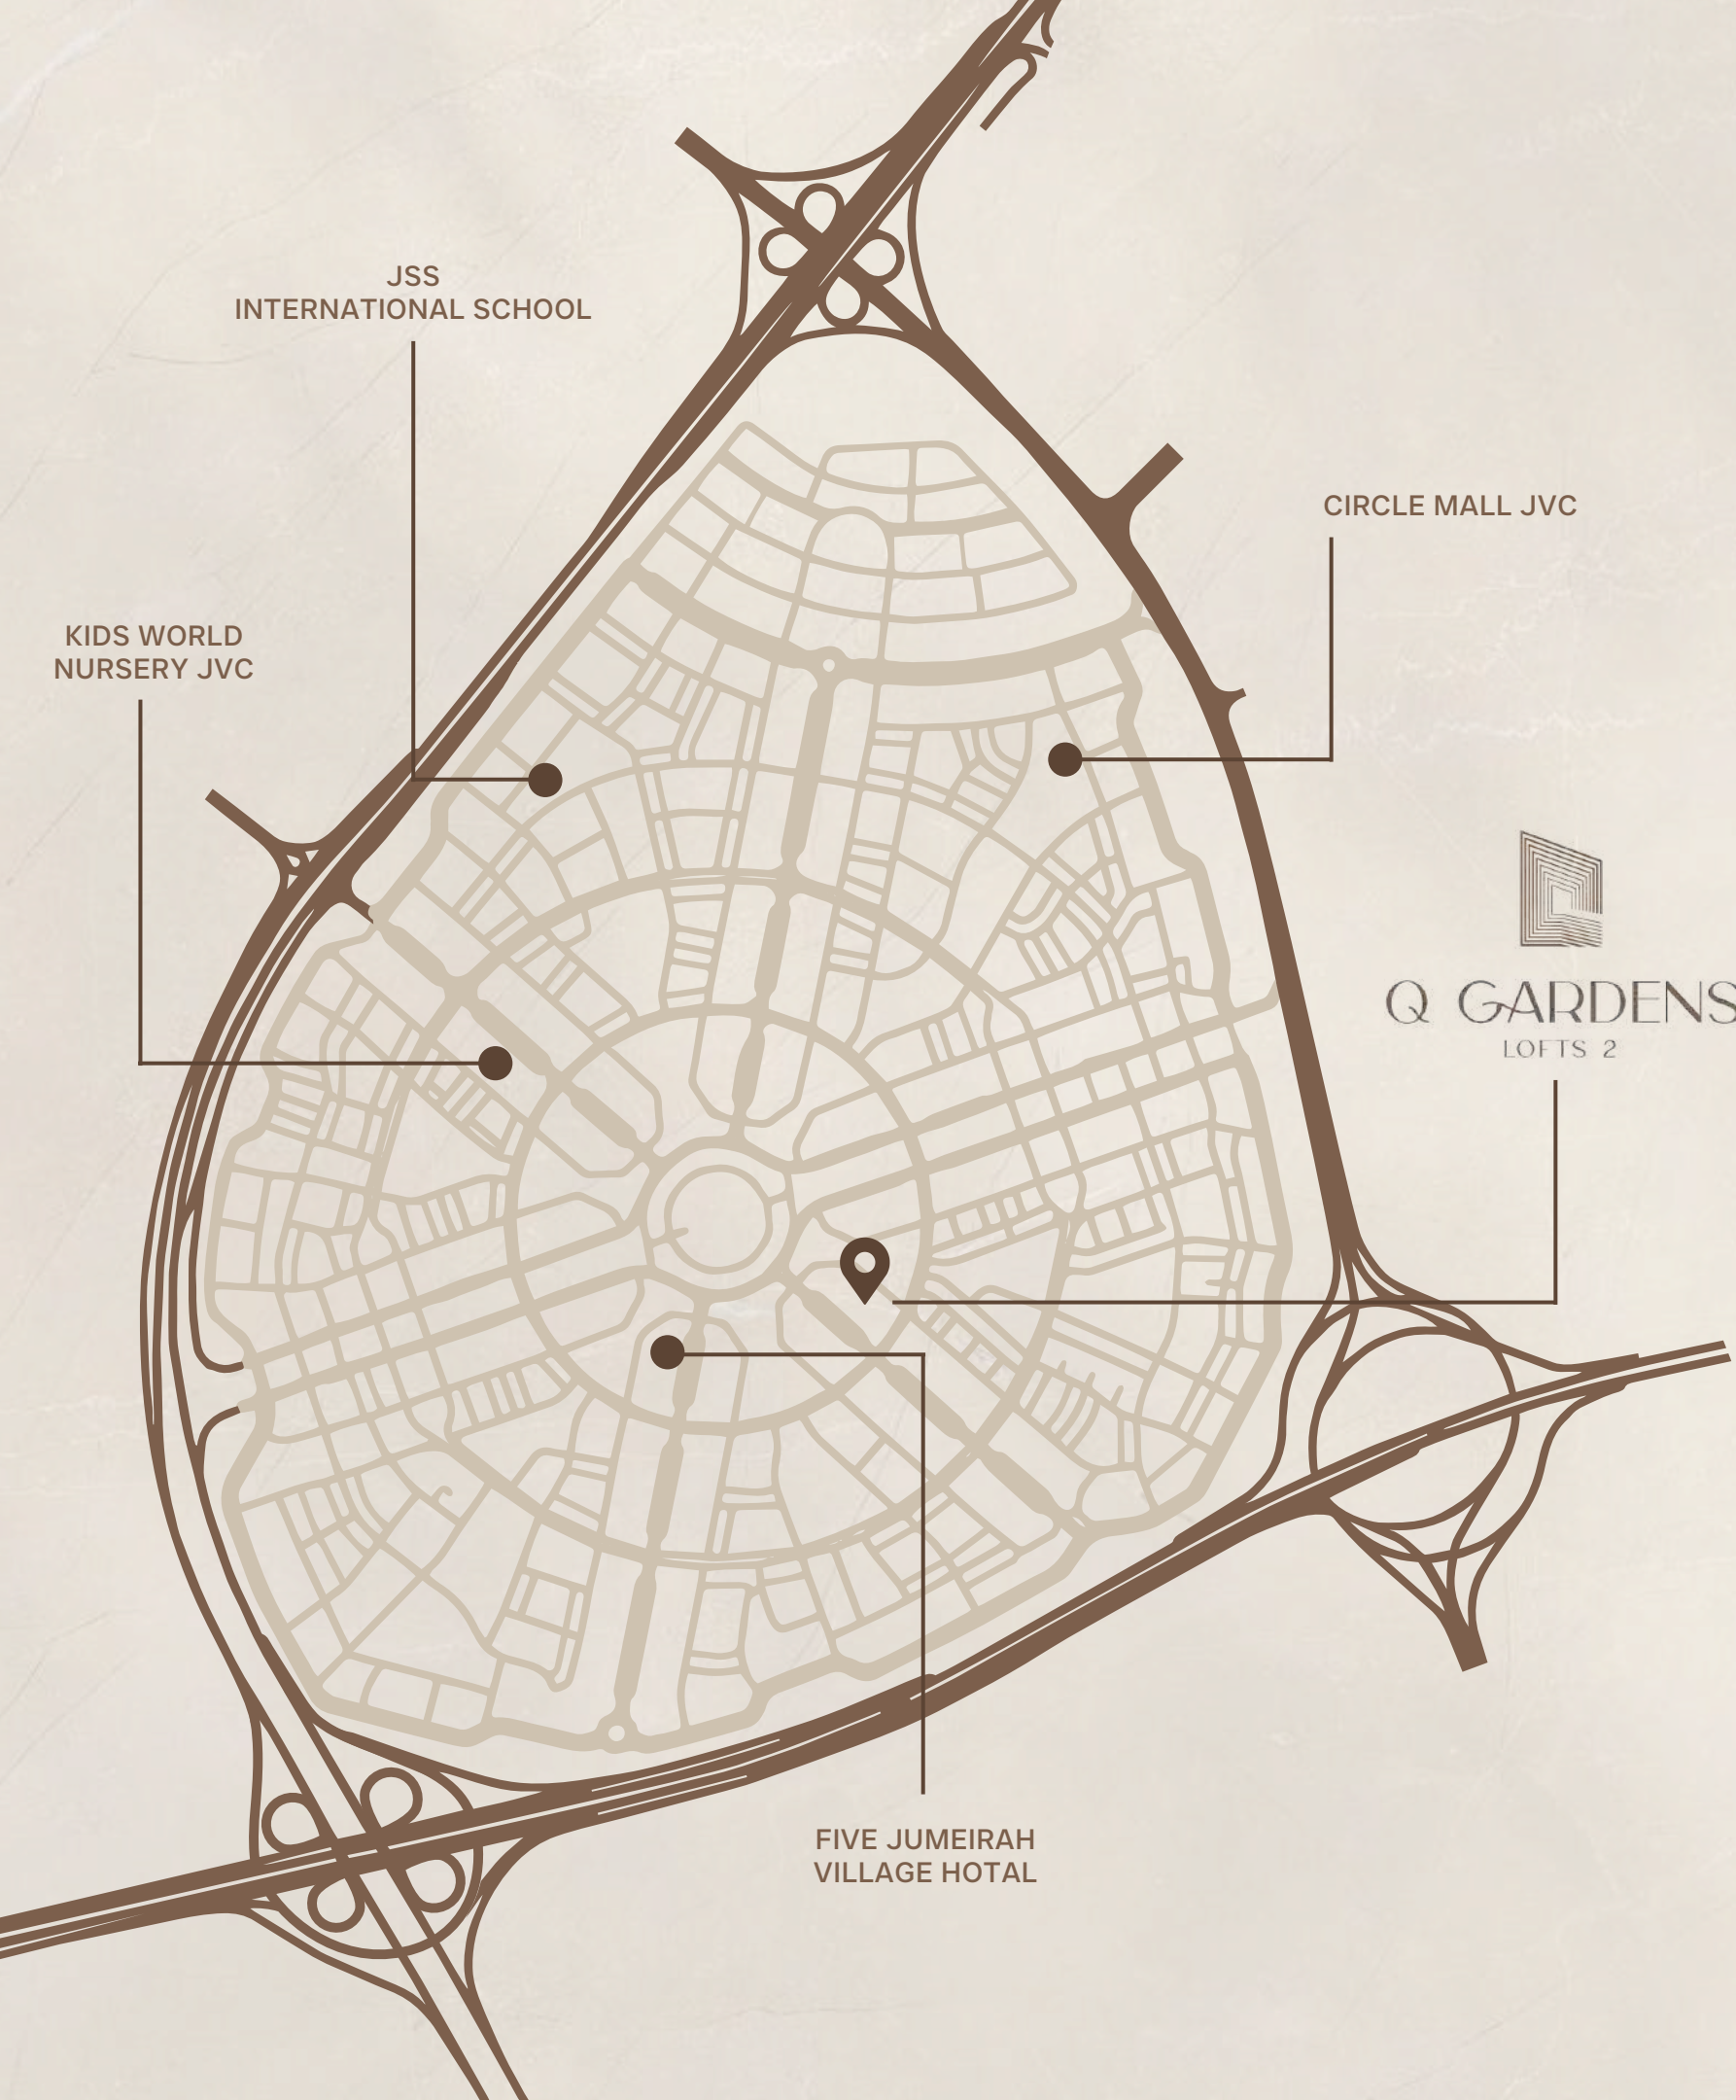 JSS
INTERNATIONAL SCHOOL
CIRCLE MALL JVC
KIDS WORLD
NURSERY JVC
Q GARDENS
LOFTS 2
FIVE JUMEIRAH
VILLAGE HOTAL